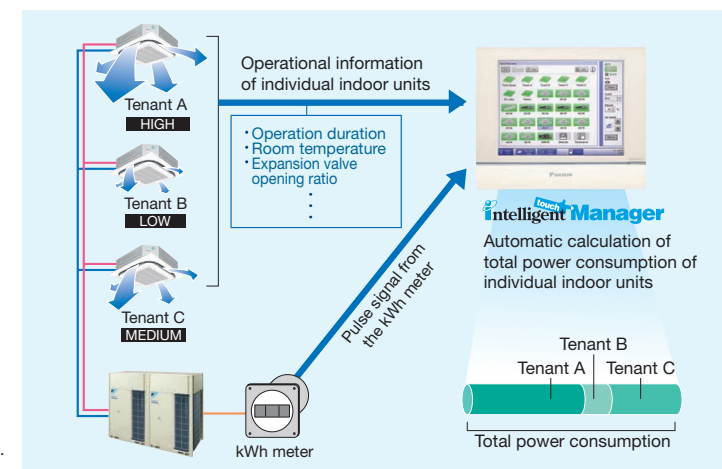 Operational information
of individual indoor units
Tenant A
HIGH
・Operation duration
・Room temperature
・Expansion valve
opening ratio
Tenant B
LOW
DAIKIN
intelligent touch Manager
Automatic calculation of
total power consumption of
individual indoor units
Tenant C
MEDIUM
Pulse signal from
the kWh meter
Tenant B
Tenant A
Tenant C
kWh meter
Total power consumption